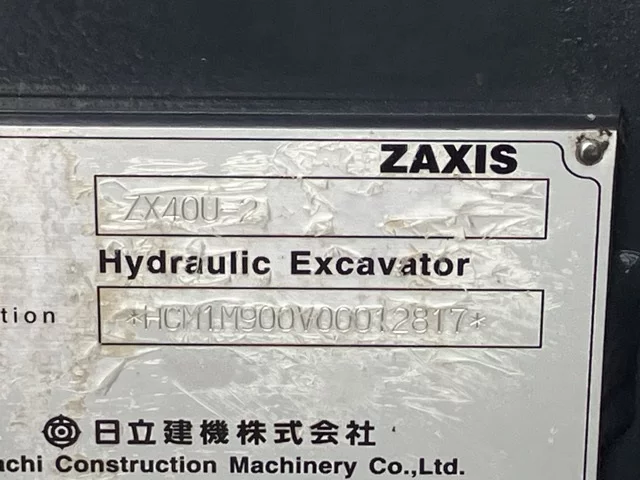 ZAXIS
ZX40U-2
Hydraulic Excavator
tion *HCM1M900V00012817*
日立建機株式会社
achi Construction Machinery Co.,Ltd.